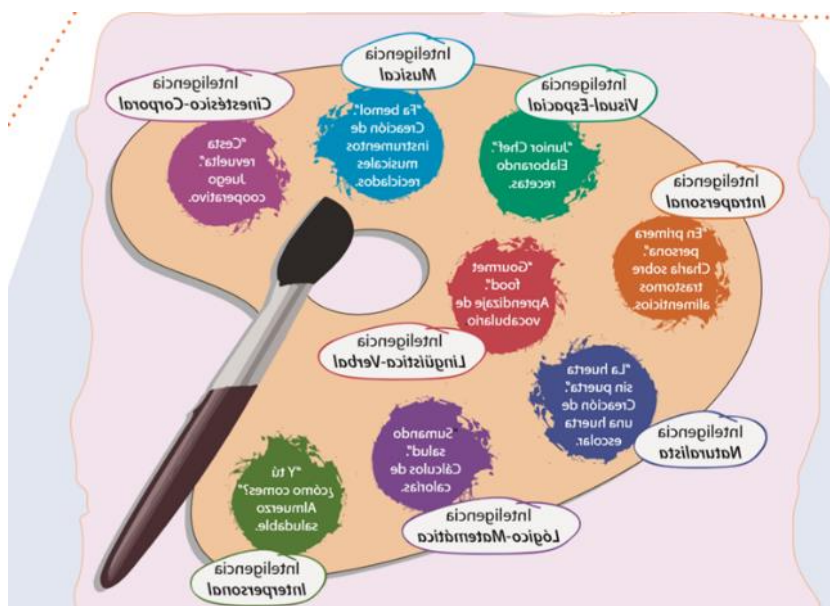 Inteligencia
Musical
"Fa bemol".
Creación de
instrumentos
musicales
reciclados.
Inteligencia
Cinestésico-Corporal
"Cesta
revuelta".
Juego
cooperativo.
Inteligencia
Visual-Espacial
"Junior Chef".
Elaborando
recetas.
Inteligencia
Intrapersonal
"En primera
persona".
Charla sobre
trastornos
alimenticios.
"Gourmet
food".
Aprendizaje de
vocabulario
Inteligencia
Lingüística-Verbal
"La huerta
sin puerta".
Creación de
una huerta
escolar.
Inteligencia
Naturalista
"Sumando
salud".
Cálculos de
calorías.
Inteligencia
Lógico-Matemática
"Y tú
¿cómo comes?"
Almuerzo
saludable.
Inteligencia
Interpersonal